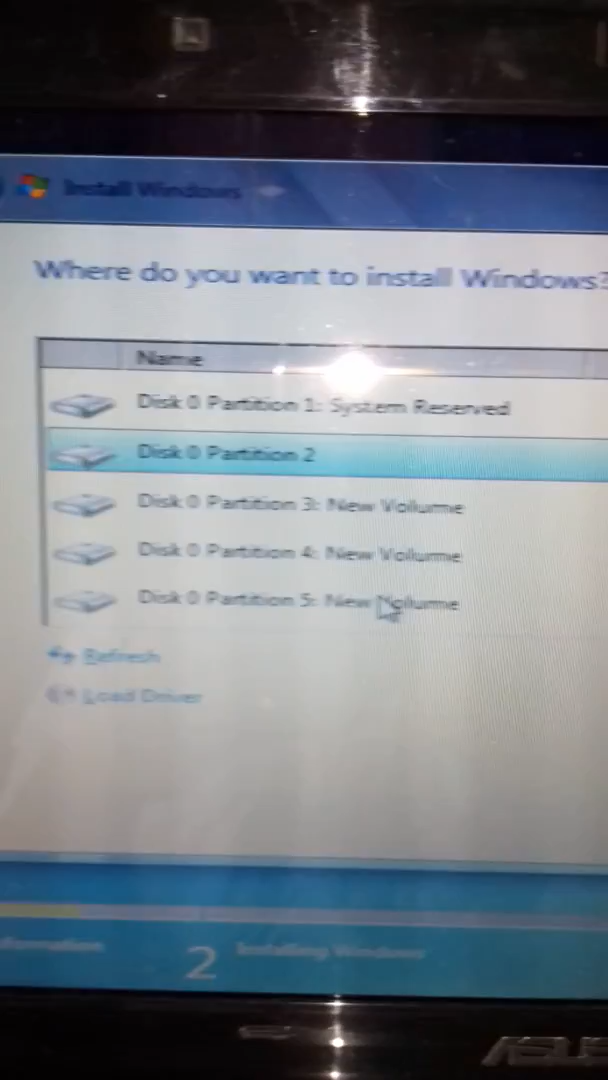 Install Windows
Where do you want to install Windows?
Name
Disk 0 Partition 1: System Reserved
Disk 0 Partition 2
Disk 0 Partition 3: New Volume
Disk 0 Partition 4: New Volume
Disk 0 Partition 5: New Volume
Refresh
Load Driver
2 Installing Windows
ASUS